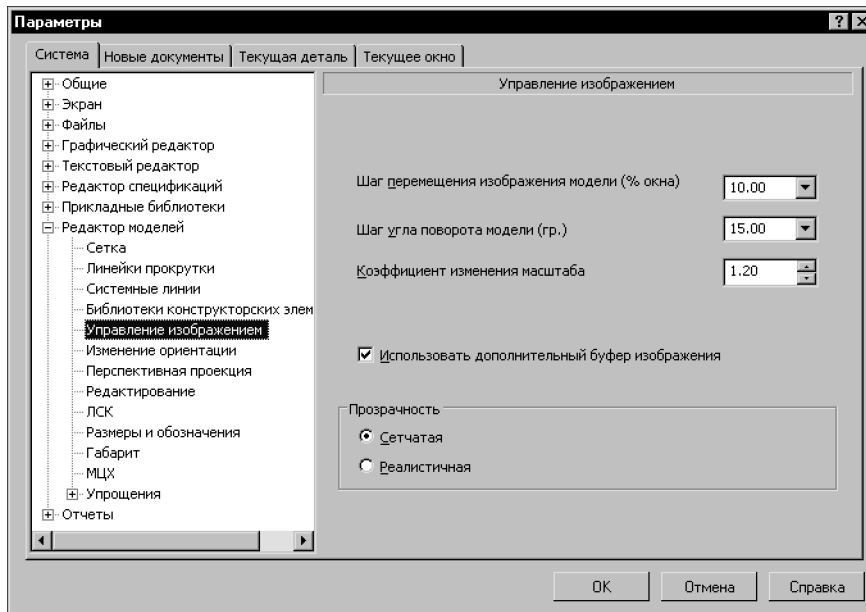 Параметры
Система Новые документы Текущая деталь Текущее окно
Общие
Экран
Файлы
Графический редактор
Текстовый редактор
Редактор спецификаций
Прикладные библиотеки
Редактор моделей
Сетка
Линейки прокрутки
Системные линии
Библиотеки конструкторских элем
Управление изображением
Изменение ориентации
Перспективная проекция
Редактирование
ЛСК
Размеры и обозначения
Габарит
МЦХ
Упрощения
Отчеты
Управление изображением
Шаг перемещения изображения модели (% окна) 10.00
Шаг угла поворота модели (гр.) 15.00
Коэффициент изменения масштаба 1.20
Использовать дополнительный буфер изображения
Прозрачность
Сетчатая
Реалистичная
OK Отмена Справка